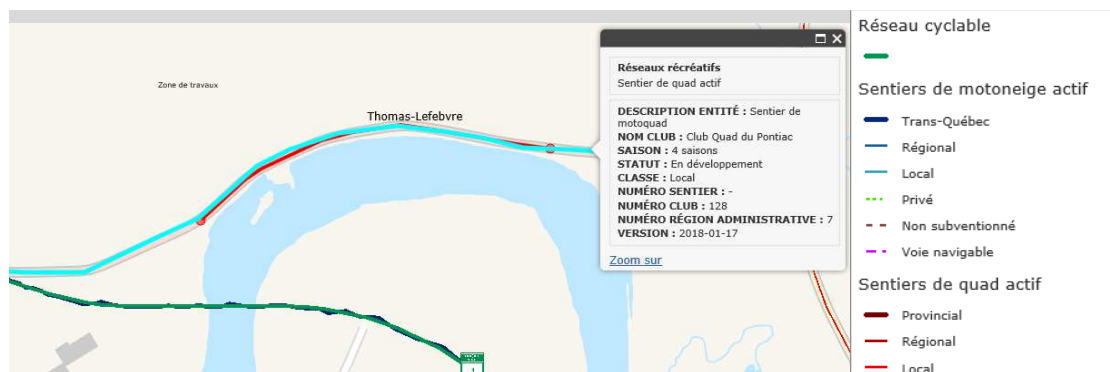 Zone de travaux
Thomas-Lefebvre
Réseaux récréatifs
Sentier de quad actif
DESCRIPTION ENTITÉ : Sentier de
motoquad
NOM CLUB : Club Quad du Pontiac
SAISON : 4 saisons
STATUT : En développement
CLASSE : Local
NUMÉRO SENTIER : -
NUMÉRO CLUB : 128
NUMÉRO RÉGION ADMINISTRATIVE : 7
VERSION : 2018-01-17
Zoom sur
1
Réseau cyclable
Sentiers de motoneige actif
Trans-Québec
Régional
Local
Privé
Non subventionné
Voie navigable
Sentiers de quad actif
Provincial
Régional
Local